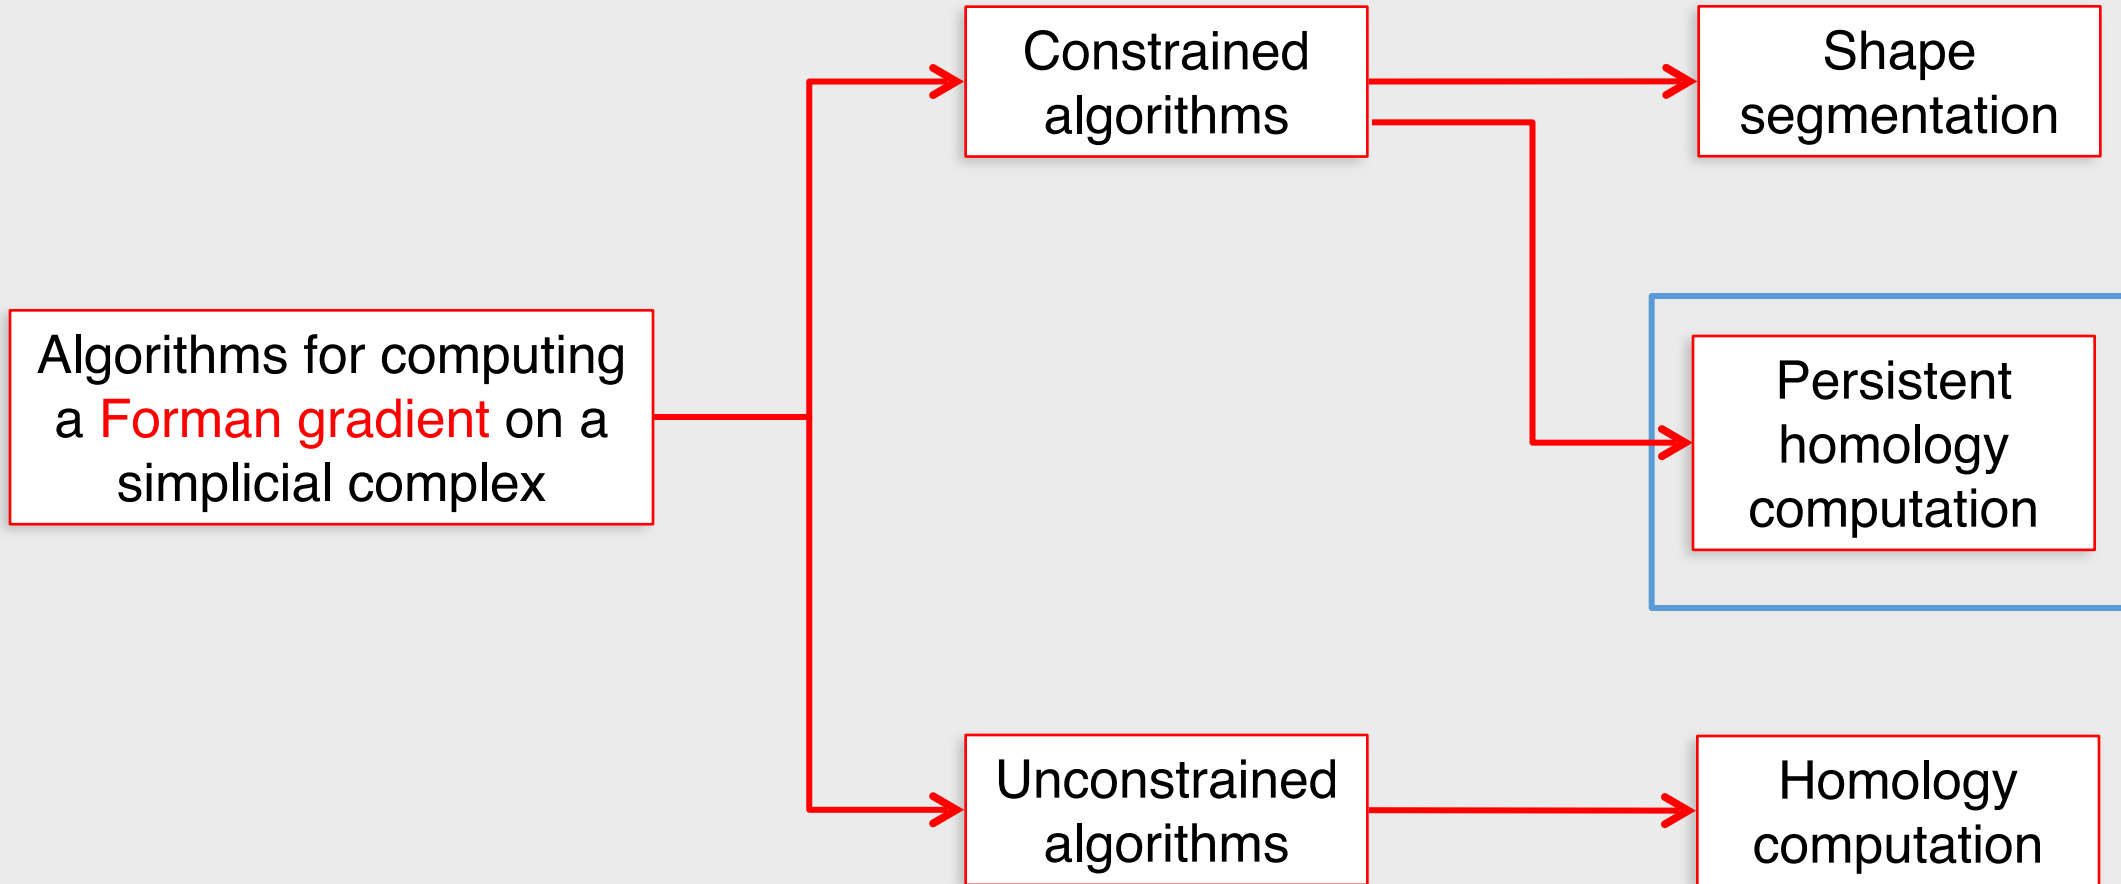 Constrained
algorithms
Shape
segmentation
Algorithms for computing
a Forman gradient on a
simplicial complex
Persistent
homology
computation
Unconstrained
algorithms
Homology
computation